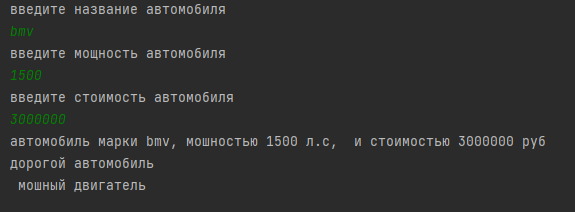 введите название автомобиля
bmv
введите мощность автомобиля
1500
введите стоимость автомобиля
3000000
автомобиль марки bmv, мошностью 1500 л.с,  и стоимостью 3000000 руб
дорогой автомобиль
мошный двигатель